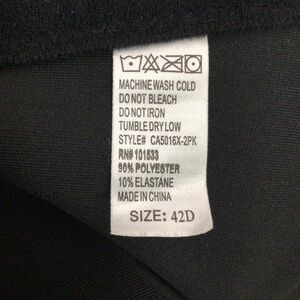 MACHINE WASH COLD
DO NOT BLEACH
DO NOT IRON
TUMBLE DRY LOW
STYLE# CA5016X-2PK
RN# 101833
90% POLYESTER
10% ELASTANE
MADE IN CHINA
SIZE: 42D